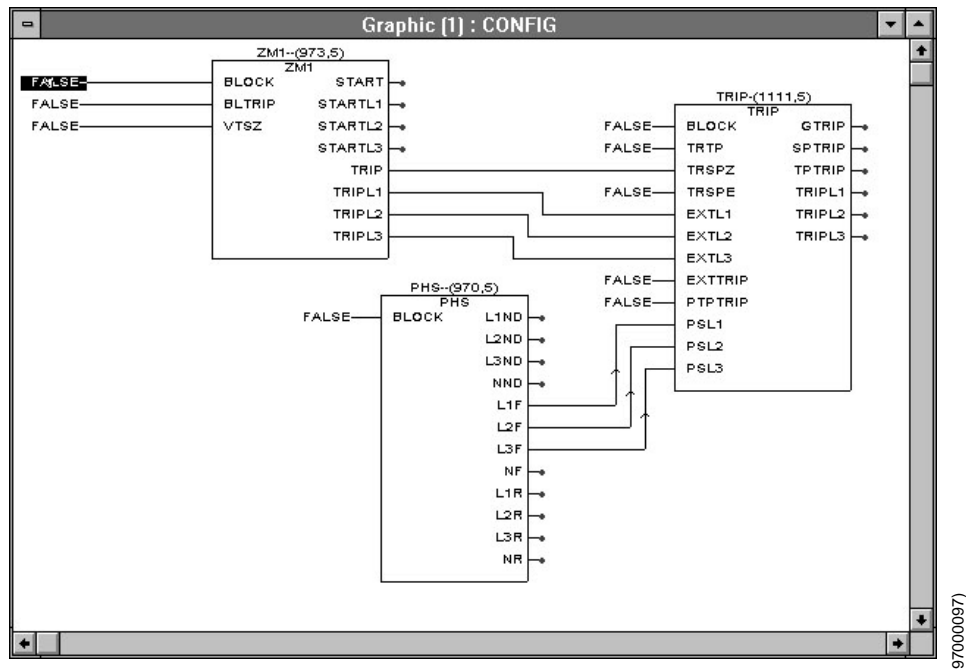 Graphic (1) : CONFIG
ZM1--(973,5)
ZM1
FALSE BLOCK START
FALSE BLTRIP STARTL1
FALSE VTSZ STARTL2
STARTL3
TRIP
TRIPL1
TRIPL2
TRIPL3
TRIP-(1111,5)
TRIP
FALSE BLOCK GTRIP
FALSE TRTP SPTRIP
TRSPZ TPTRIP
FALSE TRSPE TRIPL1
EXTL1 TRIPL2
EXTL2 TRIPL3
EXTL3
FALSE EXTTRIP
FALSE PTPTRIP
PSL1
PSL2
PSL3
PHS--(970,5)
PHS
FALSE BLOCK L1ND
L2ND
L3ND
NND
L1F
L2F
L3F
NF
L1R
L2R
L3R
NR
97000097)